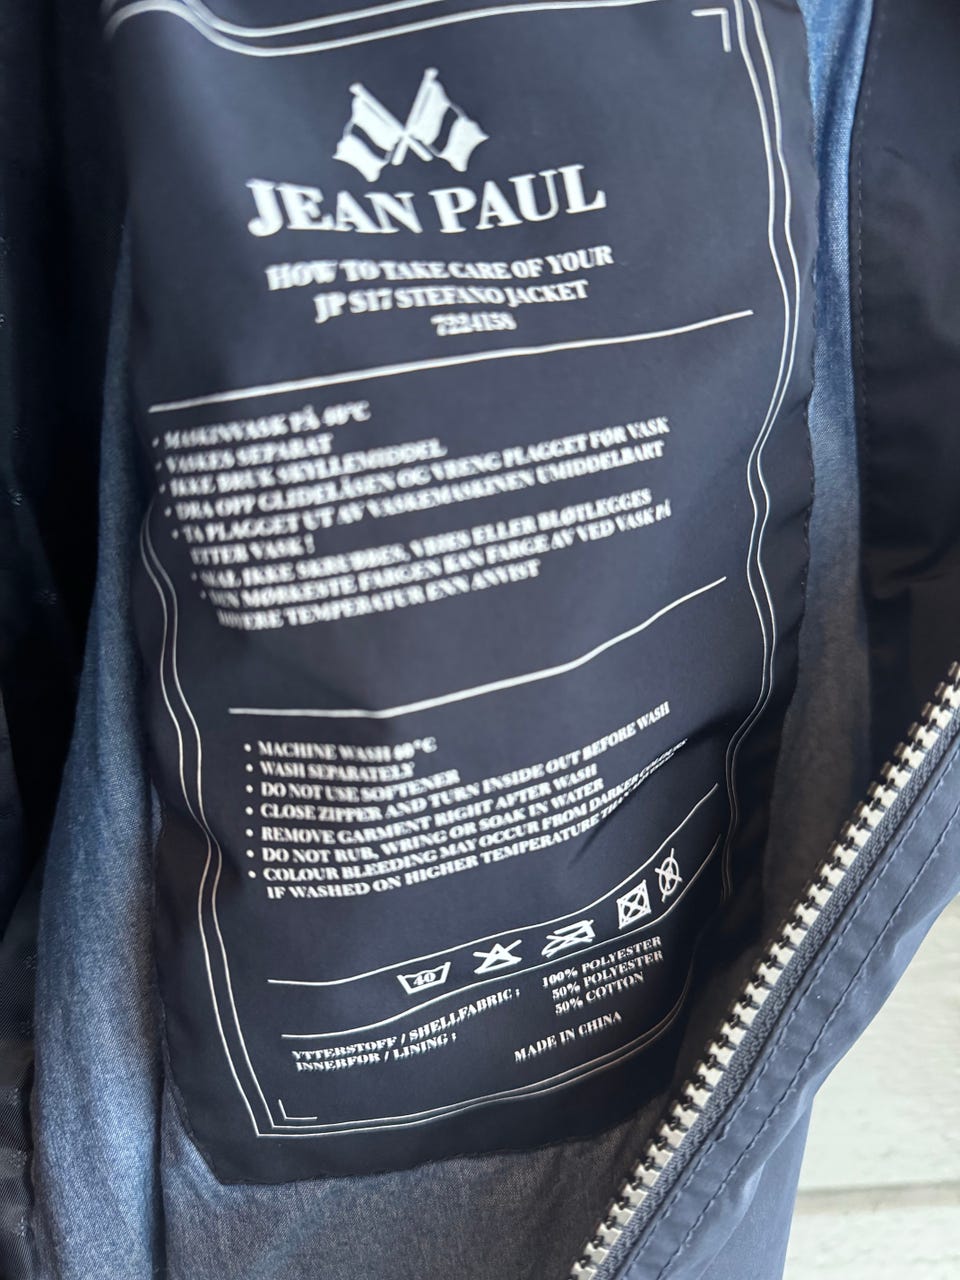 JEAN PAUL
HOW TO TAKE CARE OF YOUR
JP S17 STEFANO JACKET
7224158
• MASKINVASK PÅ 40°C
• VASKES SEPARAT
• IKKE BRUK SKYLLEMIDDEL
• DRA OPP GLIDELÅSEN OG VRENG PLAGGET FØR VASK
• TA PLAGGET UT AV VASKEMASKINEN UMIDDELBART
ETTER VASK !
• SKAL IKKE SKRUBBES, VRIES ELLER BLØTLEGGES
• DEN MØRKESTE FARGEN KAN FARGE AV VED VASK PÅ
HØYERE TEMPERATUR ENN ANVIST
• MACHINE WASH 40°C
• WASH SEPARATELY
• DO NOT USE SOFTENER
• CLOSE ZIPPER AND TURN INSIDE OUT BEFORE WASH
• REMOVE GARMENT RIGHT AFTER WASH
• DO NOT RUB, WRING OR SOAK IN WATER
• COLOUR BLEEDING MAY OCCUR FROM DARKER COLOURS
IF WASHED ON HIGHER TEMPERATURE THAN
40
YTTERSTOFF / SHELLFABRIC : 100% POLYESTER
INNERFOR / LINING : 50% POLYESTER
50% COTTON
MADE IN CHINA